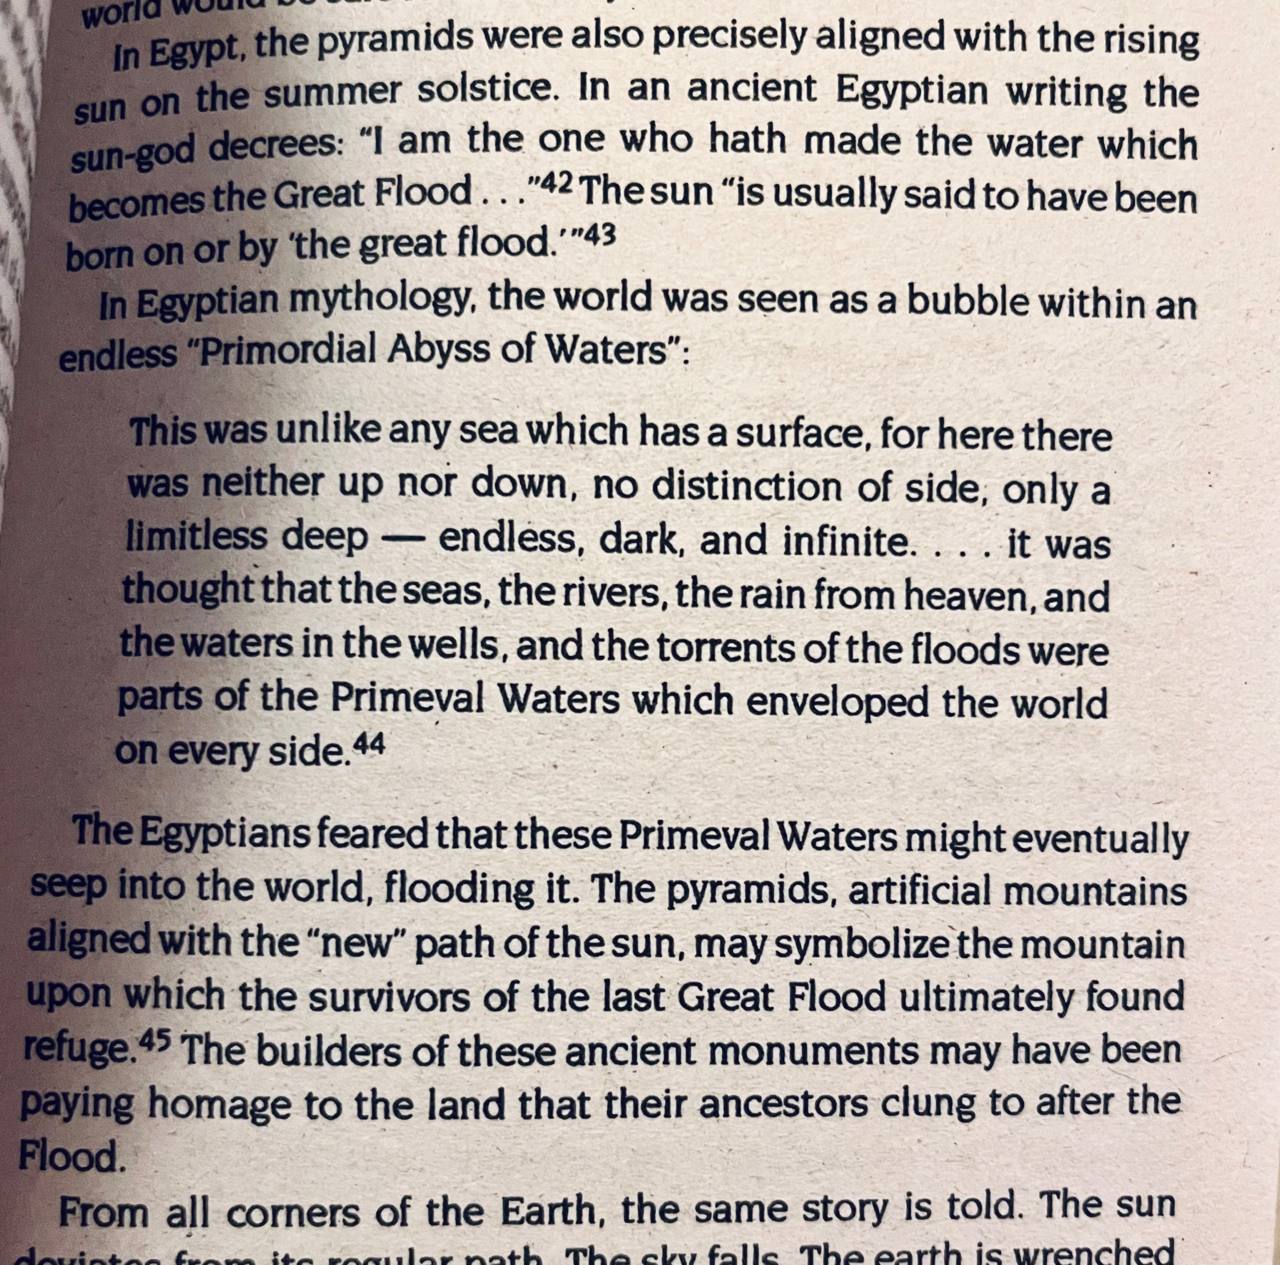 world would be
In Egypt, the pyramids were also precisely aligned with the rising
sun on the summer solstice. In an ancient Egyptian writing the
sun-god decrees: “I am the one who hath made the water which
becomes the Great Flood . . .”42 The sun “is usually said to have been
born on or by ‘the great flood.’”43
In Egyptian mythology, the world was seen as a bubble within an
endless “Primordial Abyss of Waters”:
This was unlike any sea which has a surface, for here there
was neither up nor down, no distinction of side, only a
limitless deep — endless, dark, and infinite. . . . it was
thought that the seas, the rivers, the rain from heaven, and
the waters in the wells, and the torrents of the floods were
parts of the Primeval Waters which enveloped the world
on every side.44
The Egyptians feared that these Primeval Waters might eventually
seep into the world, flooding it. The pyramids, artificial mountains
aligned with the “new” path of the sun, may symbolize the mountain
upon which the survivors of the last Great Flood ultimately found
refuge.45 The builders of these ancient monuments may have been
paying homage to the land that their ancestors clung to after the
Flood.
From all corners of the Earth, the same story is told. The sun
deviates from its regular path. The sky falls. The earth is wrenched